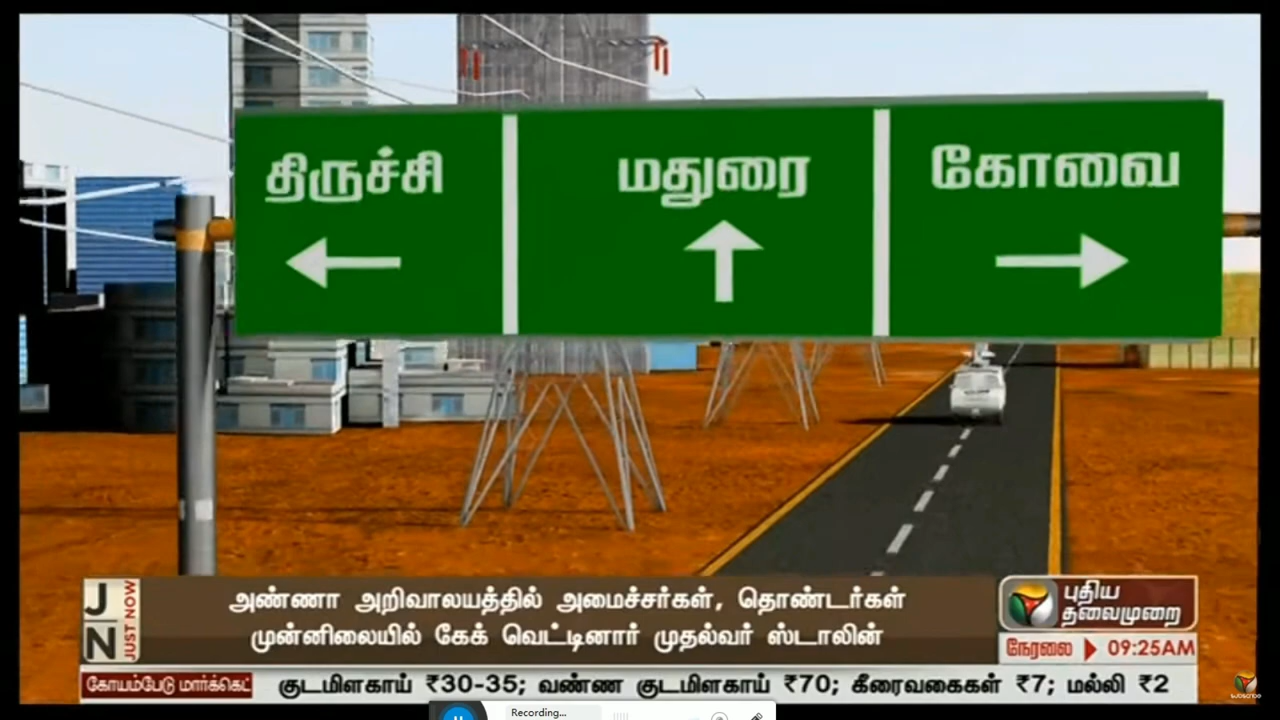 திருச்சி
மதுரை
கோவை
J N JUST NOW
அண்ணா அறிவாலயத்தில் அமைச்சர்கள், தொண்டர்கள்
முன்னிலையில் கேக் வெட்டினார் முதல்வர் ஸ்டாலின்
புதிய
தலைமுறை
நேரலை 09:25AM
கோயம்பேடு மார்க்கெட் குடமிளகாய் ₹30-35; வண்ண குடமிளகாய் ₹70; கீரைவகைகள் ₹7; மல்லி ₹2
SUBSCRIBE
Recording...